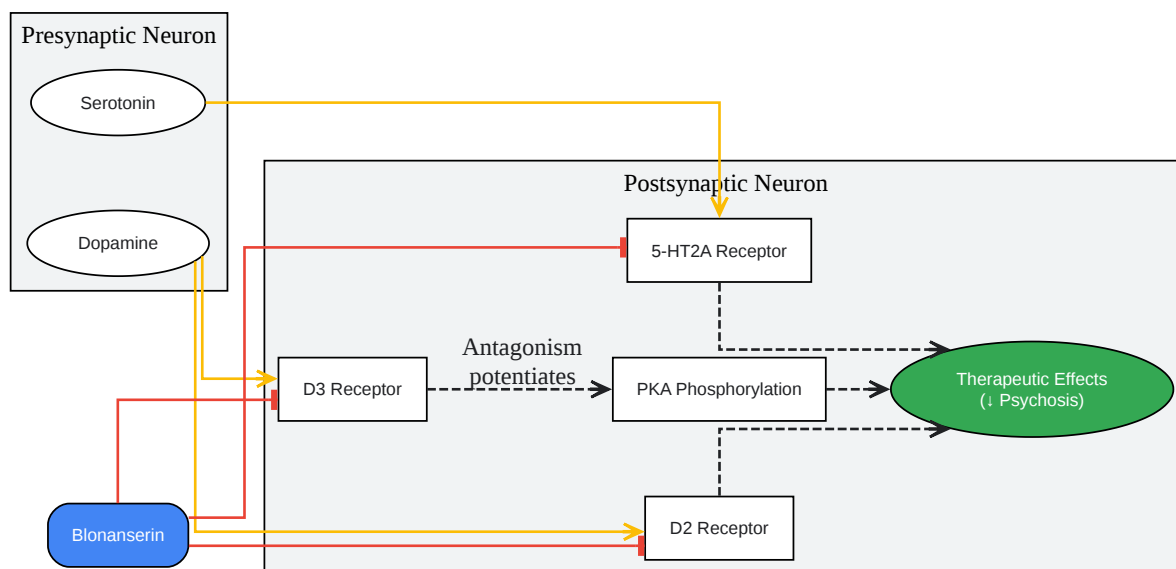 Presynaptic Neuron
Serotonin
Dopamine
Postsynaptic Neuron
5-HT2A Receptor
Antagonism
potentiates
D3 Receptor
PKA Phosphorylation
Therapeutic Effects
(↓ Psychosis)
D2 Receptor
Blonanserin